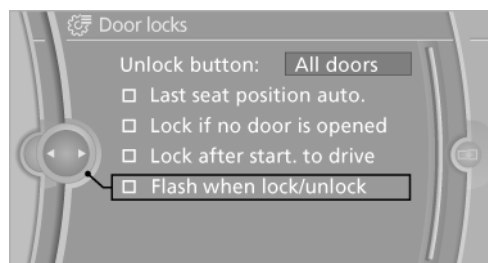 Door locks
Unlock button: All doors
Last seat position auto.
Lock if no door is opened
Lock after start. to drive
Flash when lock/unlock